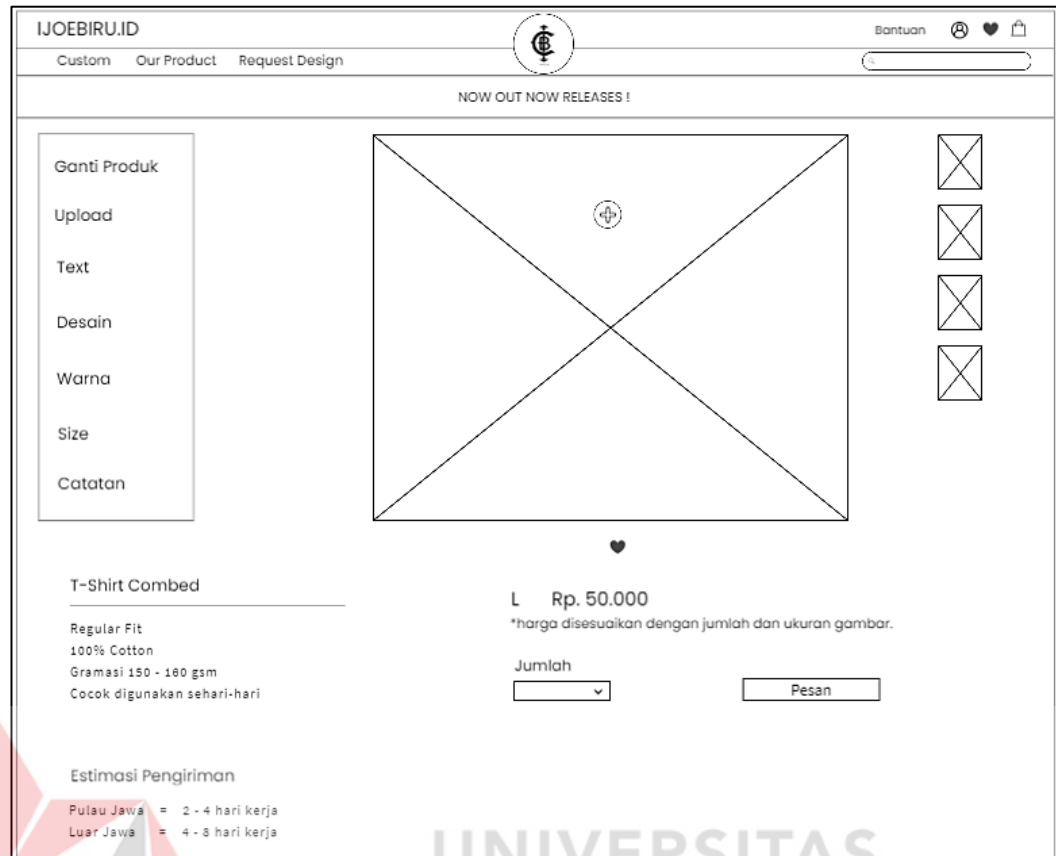 IJOEBIRU.ID
Bantuan
Custom Our Product Request Design
NOW OUT NOW RELEASES !
Ganti Produk
Upload
Text
Desain
Warna
Size
Catatan
T-Shirt Combed
Regular Fit
100% Cotton
Gramasi 150 - 160 gsm
Cocok digunakan sehari-hari
L Rp. 50.000
*harga disesuaikan dengan jumlah dan ukuran gambar.
Jumlah
Pesan
Estimasi Pengiriman
Pulau Jawa = 2 - 4 hari kerja
Luar Jawa = 4 - 8 hari kerja
UNIVERSITAS